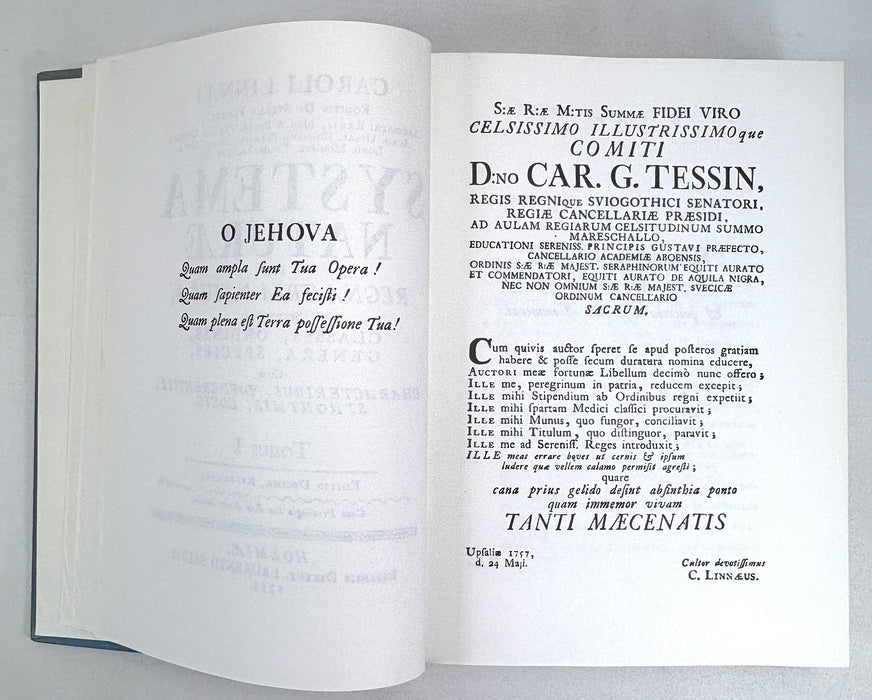 O JEHOVA
Quam ampla ſunt Tua Opera !
Quam ſapienter Ea feciſti !
Quam plena eſt Terra poſſeſſione Tua!
S:Æ R:Æ M:TIS SUMMÆ FIDEI VIRO
CELSISSIMO ILLUSTRISSIMOque
COMITI
D:NO CAR. G. TESSIN,
REGIS REGNIQUE SVIOGOTHICI SENATORI,
REGIÆ CANCELLARIÆ PRÆSIDI,
AD AULAM REGIARUM CELSITUDINUM SUMMO
MARESCHALLO,
EDUCATIONI SERENISS. PRINCIPIS GUSTAVI PRÆFECTO,
CANCELLARIO ACADEMIÆ ABOENSIS,
ORDINIS S:Æ R:Æ MAJEST. SERAPHINORUM EQUITI AURATO
ET COMMENDATORI, EQUITI AURATO DE AQUILA NIGRA,
NEC NON OMNIUM S:Æ R:Æ MAJEST. SVECICÆ
ORDINUM CANCELLARIO
SACRUM.
Cum quivis auctor ſperet ſe apud poſteros gratiam
habere & poſſe ſecum duratura nomina educere,
AUCTORI meæ fortunæ Libellum decimò nunc offero;
ILLE me, peregrinum in patria, reducem excepit;
ILLE mihi Stipendium ab Ordinibus regni expetiit;
ILLE mihi ſpartam Medici claſſici procuravit;
ILLE mihi Munus, quo fungor, conciliavit;
ILLE mihi Titulum, quo diſtinguor, paravit;
ILLE me ad Sereniſſ. Reges introduxit;
ILLE meas errare boves ut cernis & ipſum
ludere quæ vellem calamo permiſit agreſti;
quare
cana prius gelido deſint abſinthia ponto
quam immemor vivam
TANTI MÆCENATIS
Upſaliæ 1757,
d. 24 Maji.
Cultor devotiſſimus
C. LINNÆUS.